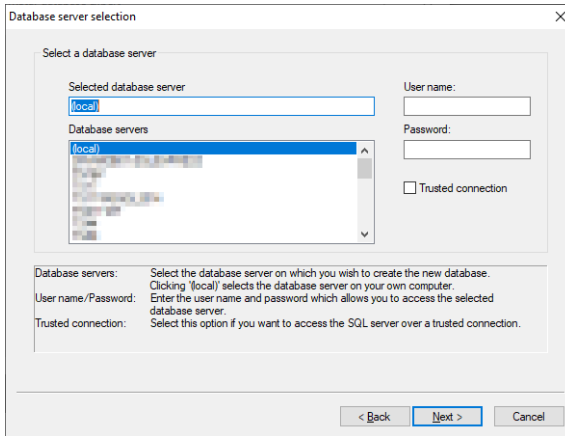 Database server selection
Select a database server
Selected database server
(local)
User name:
Database servers
(local)
Password:
Trusted connection
Database servers: Select the database server on which you wish to create the new database.
Clicking '(local)' selects the database server on your own computer.
User name/Password: Enter the user name and password which allows you to access the selected
database server.
Trusted connection: Select this option if you want to access the SQL server over a trusted connection.
< Back
Next >
Cancel